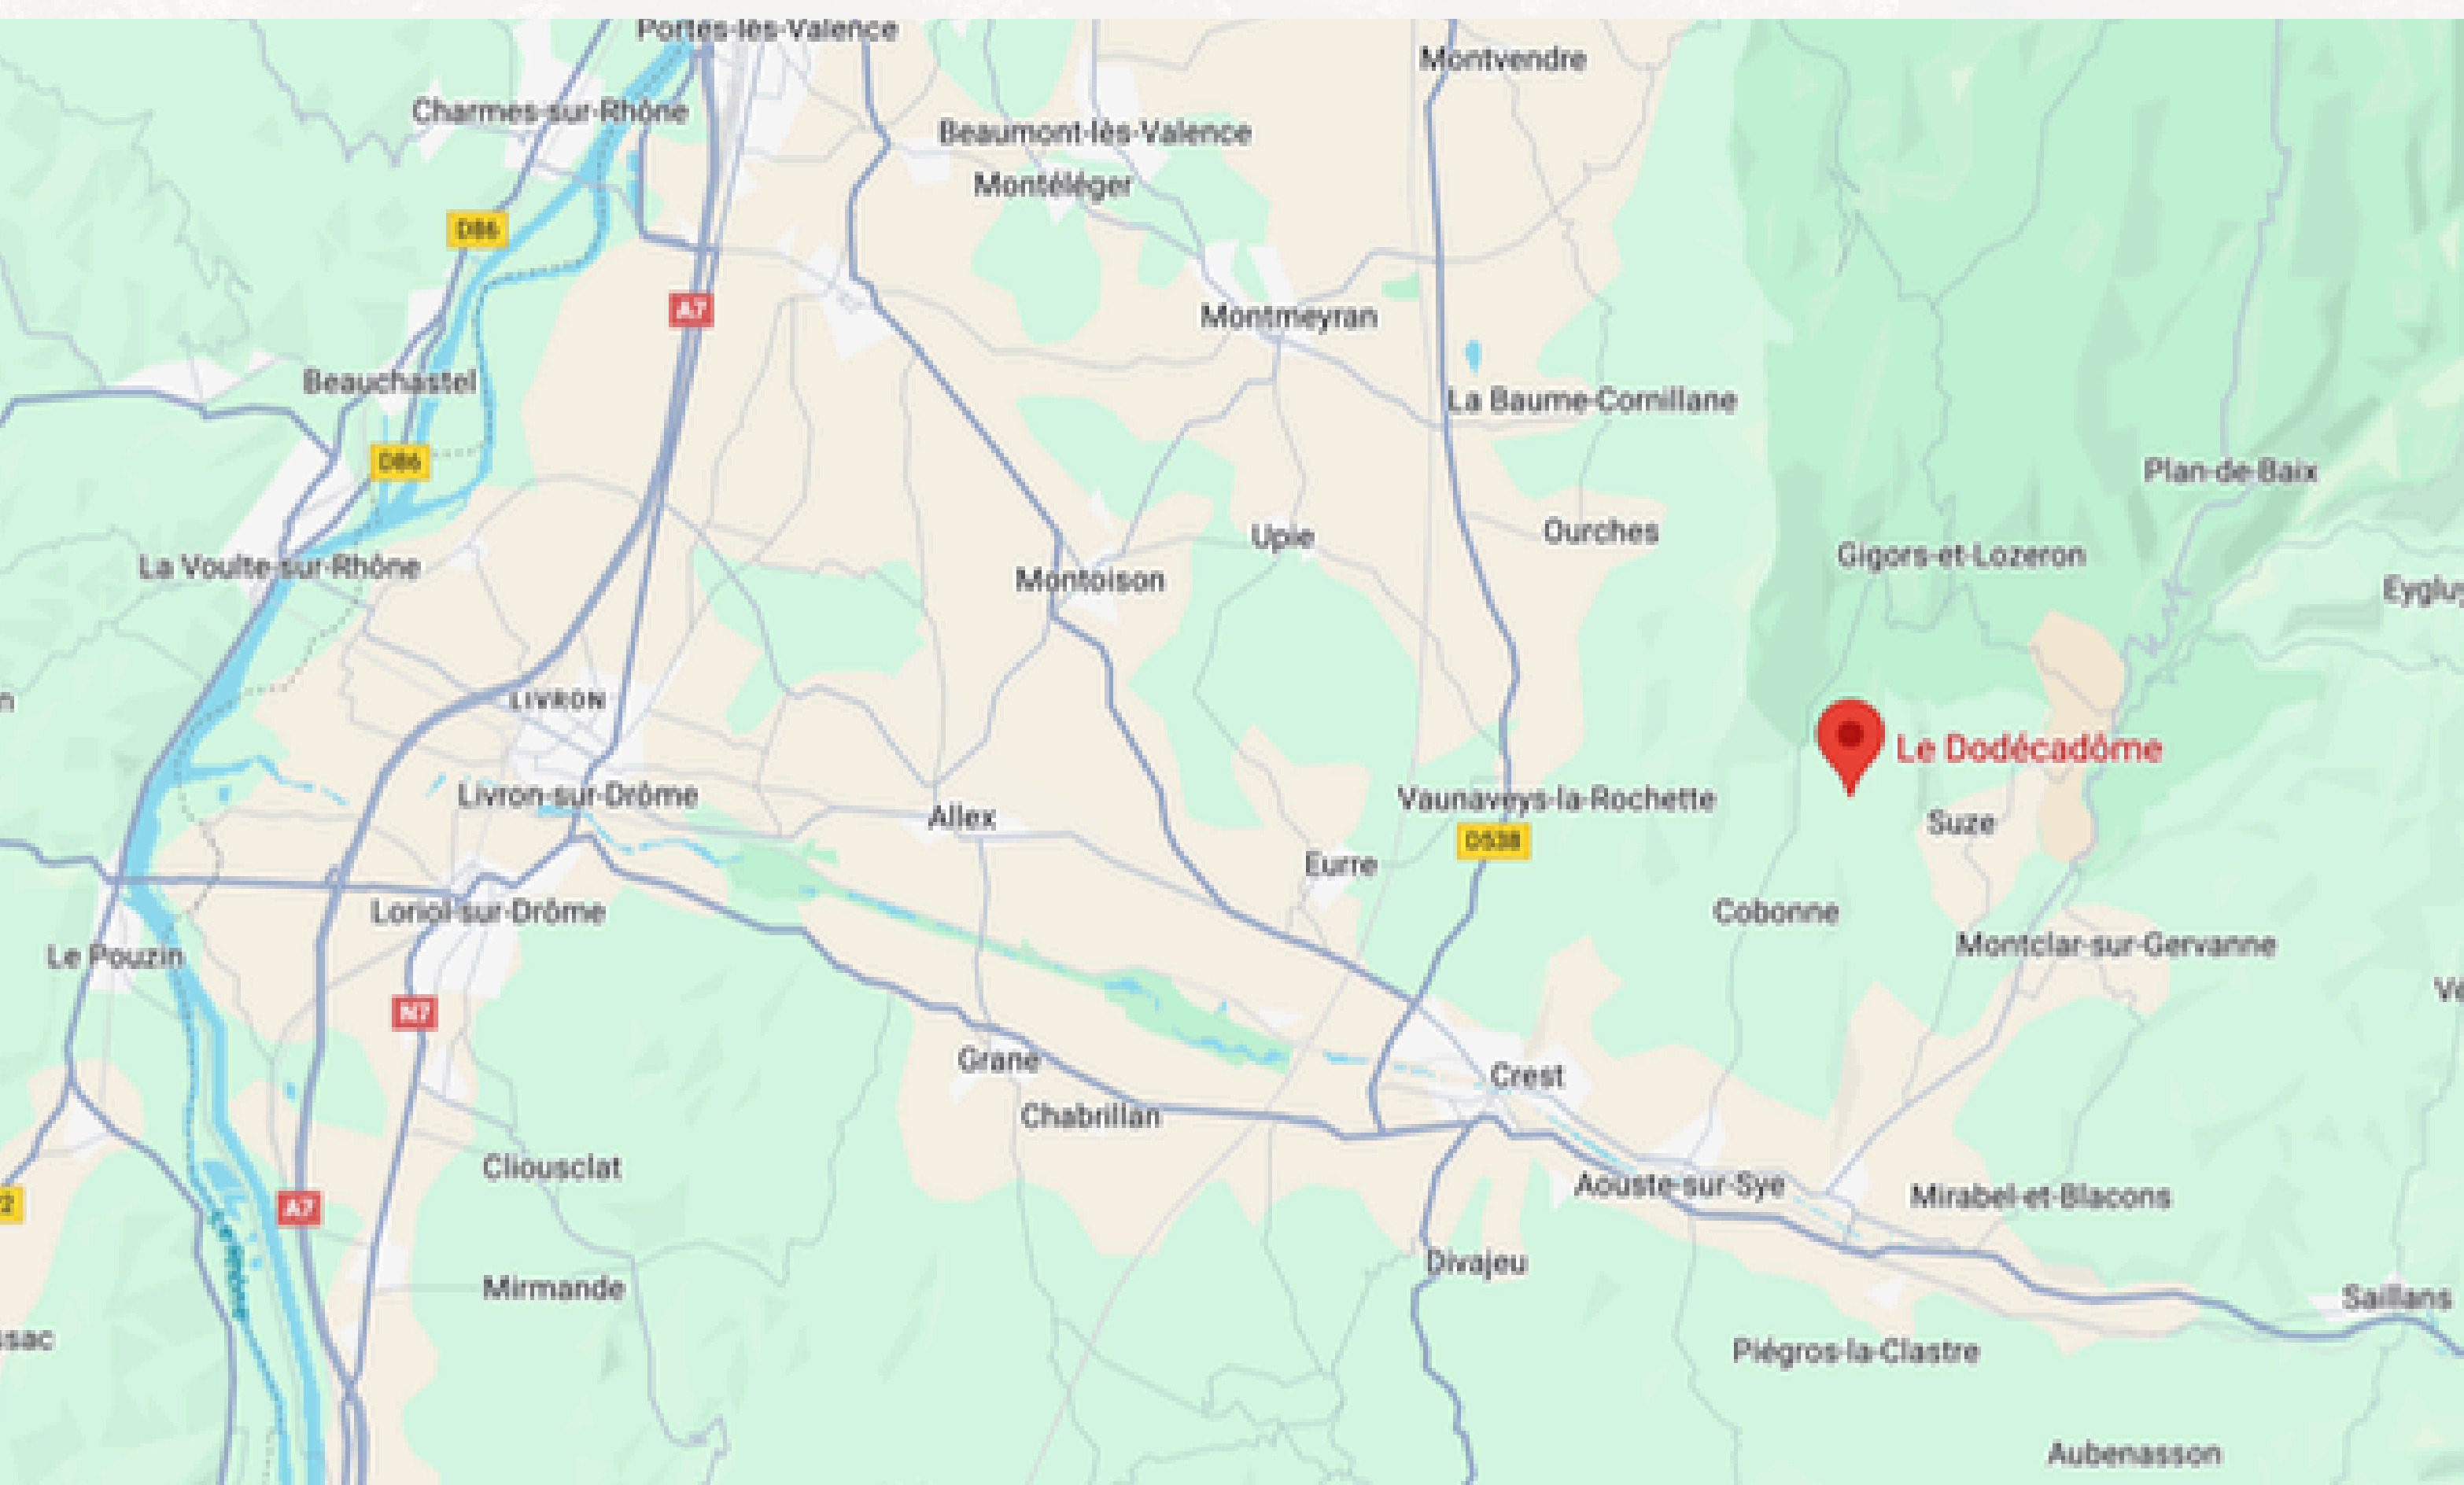 Portes-lès-Valence
Montvendre
Charmes-sur-Rhône
Beaumont-lès-Valence
Montéléger
D86
A7
Montmeyran
Beauchastel
La Baume-Cornillane
D86
Plan-de-Baix
Upie
Ourches
Gigors-et-Lozeron
La Voulte-sur-Rhône
Montoison
LIVRON
Le Dodécadôme
Livron-sur-Drôme
Allex
Vaunaveys-la-Rochette
Suze
D538
Eurre
Loriol-sur-Drôme
Cobonne
Montclar-sur-Gervanne
Le Pouzin
N7
Grane
Crest
Chabrillan
Cliousclat
Aouste-sur-Sye
Mirabel-et-Blacons
2
A7
Divajeu
Mirmande
Saillans
ssac
Piégros-la-Clastre
Aubenasson